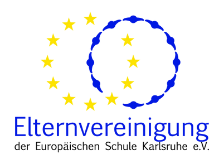 Elternvereinigung
der Europäischen Schule Karlsruhe e.V.